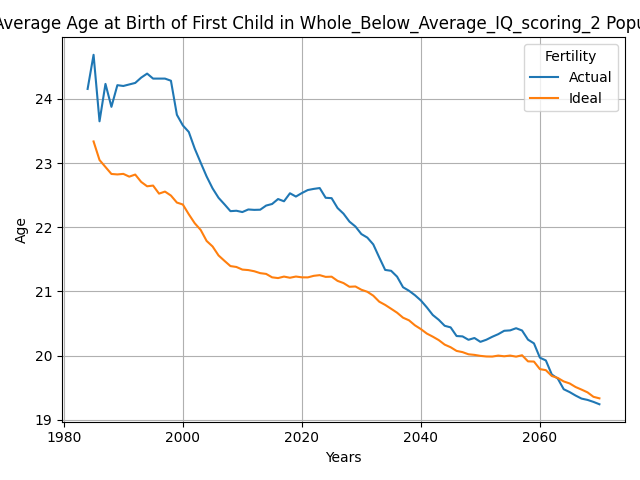 Average Age at Birth of First Child in Whole_Below_Average_IQ_scoring_2
Fertility
Actual
Ideal
24
23
22
21
20
19
Age
1980
2000
2020
2040
2060
Years